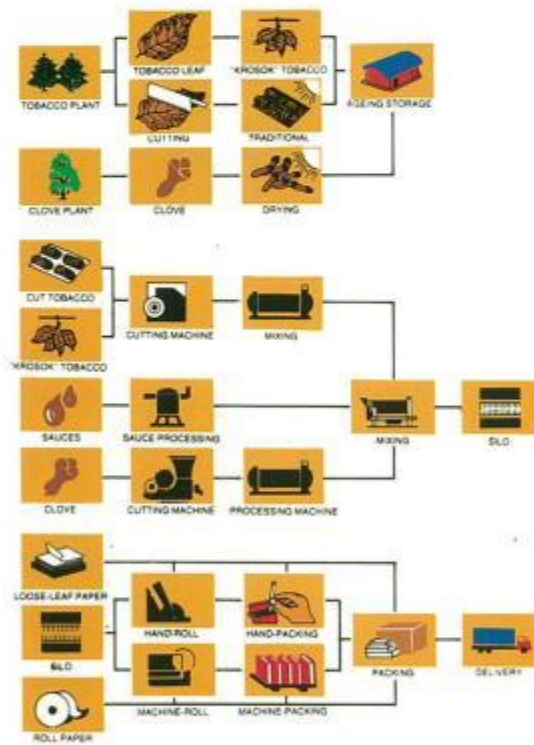 TOBACCO LEAF
"KROSOK" TOBACCO
TOBACCO PLANT
AGEING STORAGE
CUTTING
TRADITIONAL
CLOVE PLANT
CLOVE
DRYING
CUT TOBACCO
CUTTING MACHINE
MIXING
"KROSOK" TOBACCO
SAUCES
SAUCE PROCESSING
MIXING
SILO
CLOVE
CUTTING MACHINE
PROCESSING MACHINE
LOOSE-LEAF PAPER
HAND-ROLL
HAND-PACKING
SILO
PACKING
DELIVERY
MACHINE-ROLL
MACHINE-PACKING
ROLL PAPER